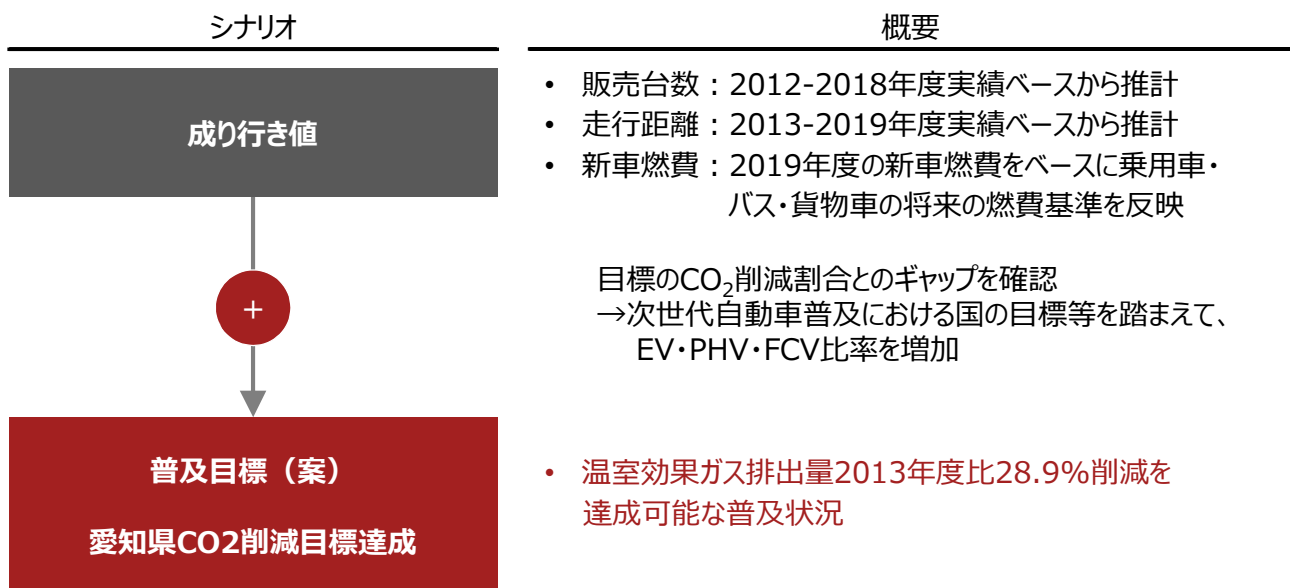 シナリオ
概要
成り行き値
• 販売台数：2012-2018年度実績ベースから推計
• 走行距離：2013-2019年度実績ベースから推計
• 新車燃費：2019年度の新車燃費をベースに乗用車・
バス・貨物車の将来の燃費基準を反映
+
目標のCO₂削減割合とのギャップを確認
→次世代自動車普及における国の目標等を踏まえて、
EV・PHV・FCV比率を増加
普及目標（案）
愛知県CO2削減目標達成
• 温室効果ガス排出量2013年度比28.9%削減を
達成可能な普及状況